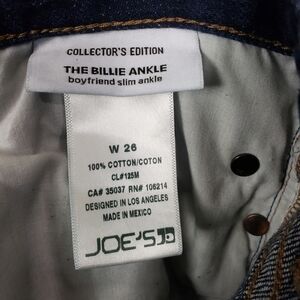 COLLECTOR'S EDITION
THE BILLIE ANKLE
boyfriend slim ankle
W 26
100% COTTON/COTON
CL#125M
CA# 35037 RN# 106214
DESIGNED IN LOS ANGELES
MADE IN MEXICO
JOE'S